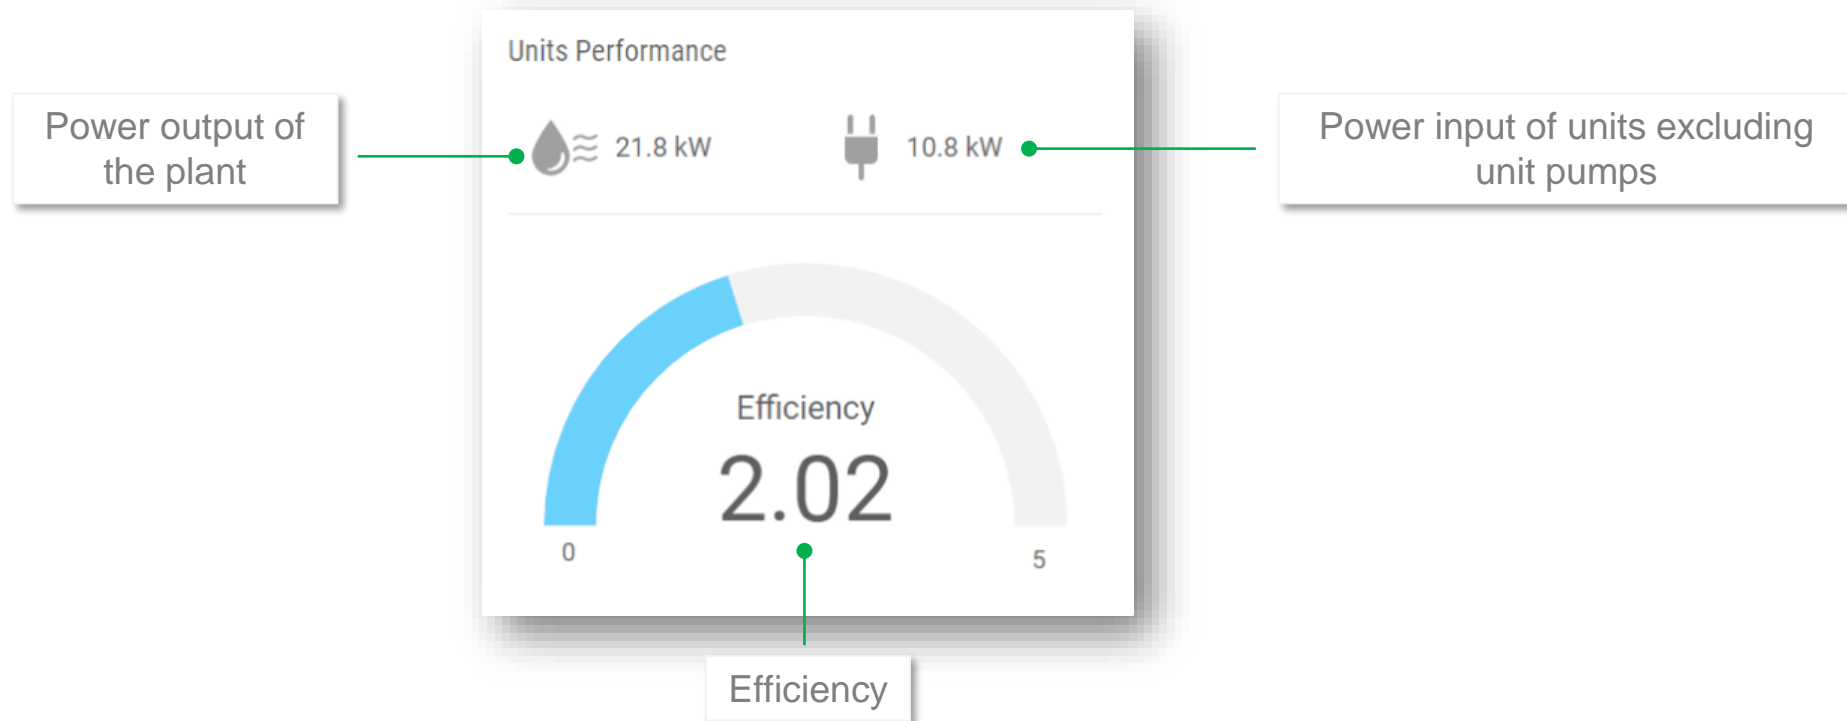 Units Performance
Power output of
the plant
21.8 kW
10.8 kW
Power input of units excluding
unit pumps
Efficiency
2.02
0
5
Efficiency